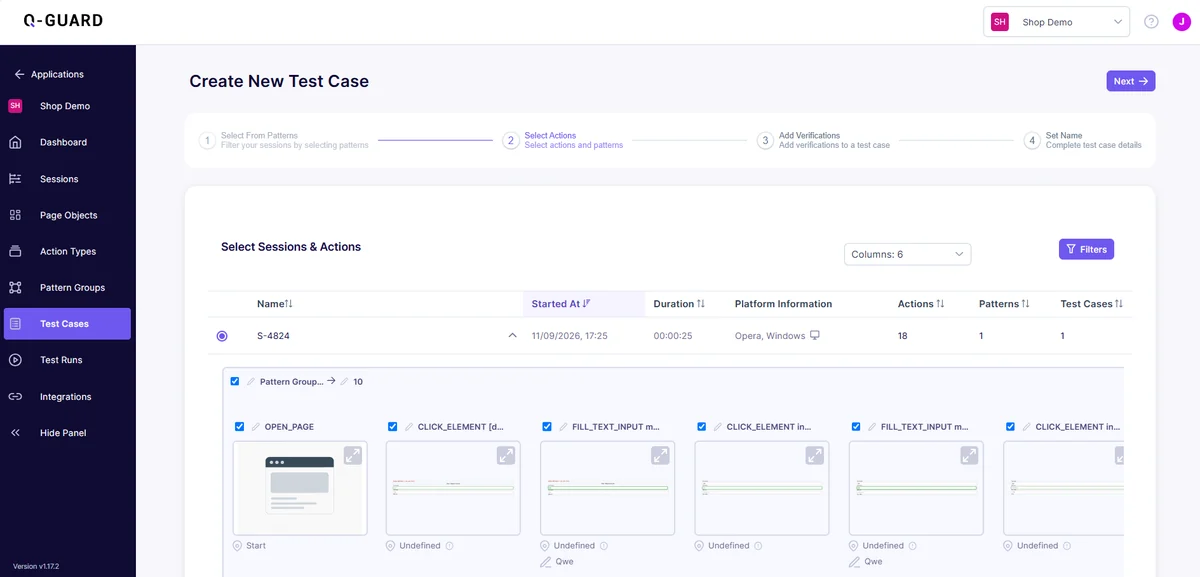 Q-GUARD
SH Shop Demo
J
Applications
SH Shop Demo
Dashboard
Sessions
Page Objects
Action Types
Pattern Groups
Test Cases
Test Runs
Integrations
Hide Panel
Version v1.17.2
Create New Test Case
Next
1 Select From Patterns
Filter your sessions by selecting patterns
2 Select Actions
Select actions and patterns
3 Add Verifications
Add verifications to a test case
4 Set Name
Complete test case details
Select Sessions & Actions
Columns: 6
Filters
Name Started At Duration Platform Information Actions Patterns Test Cases
S-4824 11/09/2026, 17:25 00:00:25 Opera, Windows 18 1 1
Pattern Group... 10
OPEN_PAGE CLICK_ELEMENT [d... FILL_TEXT_INPUT m... CLICK_ELEMENT in... FILL_TEXT_INPUT m... CLICK_ELEMENT in...
Start Undefined Undefined Undefined Undefined Undefined
Qwe Qwe